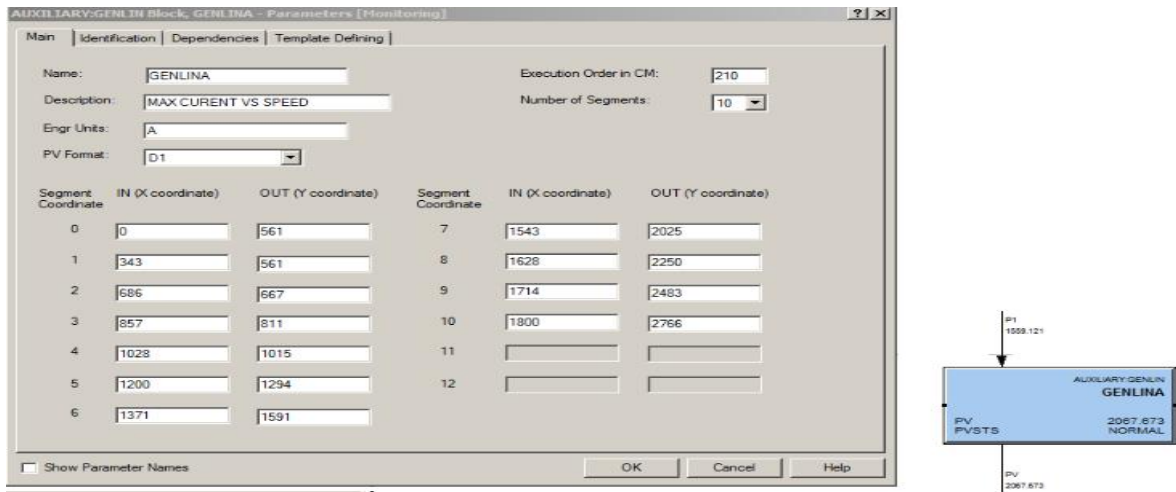 AUXILIARY:GENLIN Block, GENLINA - Parameters [Monitoring]
Main Identification Dependencies Template Defining
Name: GENLINA Execution Order in CM: 210
Description: MAX CURENT VS SPEED Number of Segments: 10
Engr Units: A
PV Format: D1
Segment Coordinate IN (X coordinate) OUT (Y coordinate) Segment Coordinate IN (X coordinate) OUT (Y coordinate)
0 0 561 7 1543 2025
1 343 561 8 1628 2250
2 686 667 9 1714 2483
3 857 811 10 1800 2766
4 1028 1015 11
5 1200 1294 12
6 1371 1591
Show Parameter Names OK Cancel Help
P1
1559.121
AUXILIARY:GENLIN
GENLINA
PV 2067.673
PVSTS NORMAL
PV
2067.673